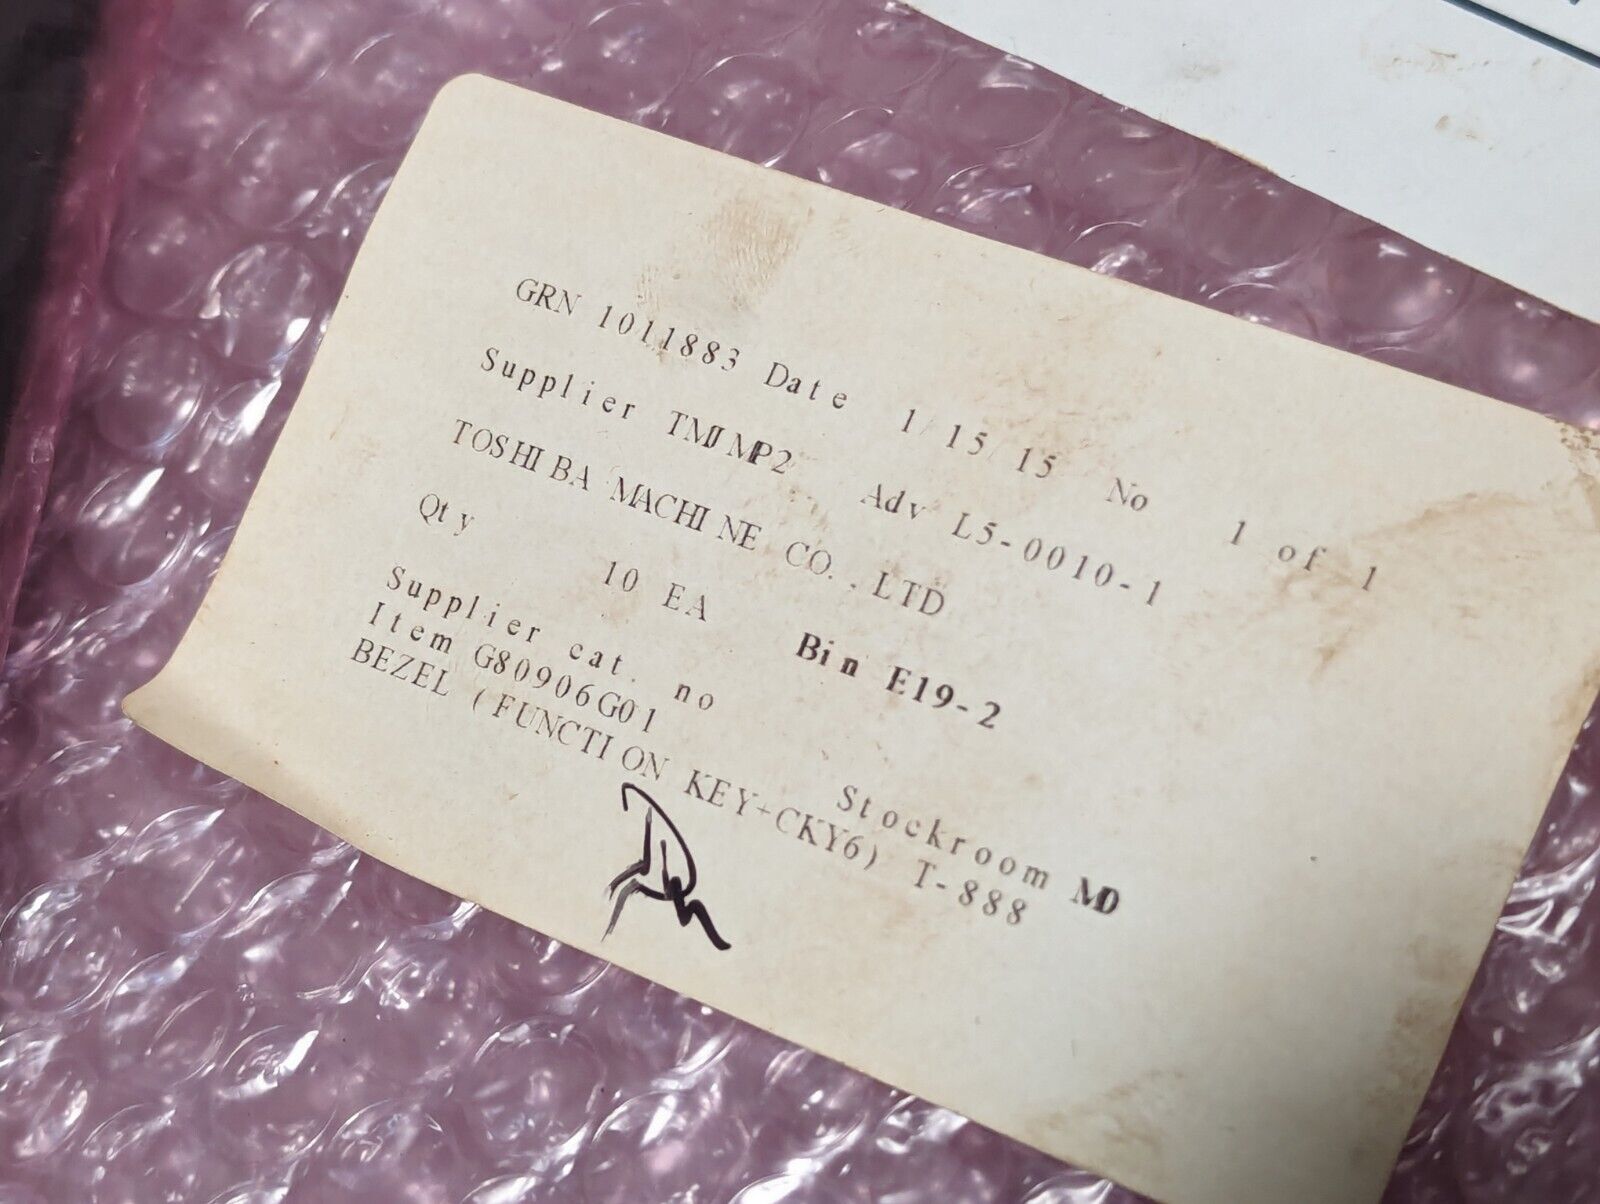 GRN 1011883 Date 1/15/15 No 1 of 1
Supplier TMJMP2 Adv L5-0010-1
TOSHIBA MACHINE CO.,LTD
Qty 10 EA Bin E19-2
Supplier cat. no
Item G80906G01 Stockroom MD
BEZEL (FUNCTION KEY+CKY6) T-888